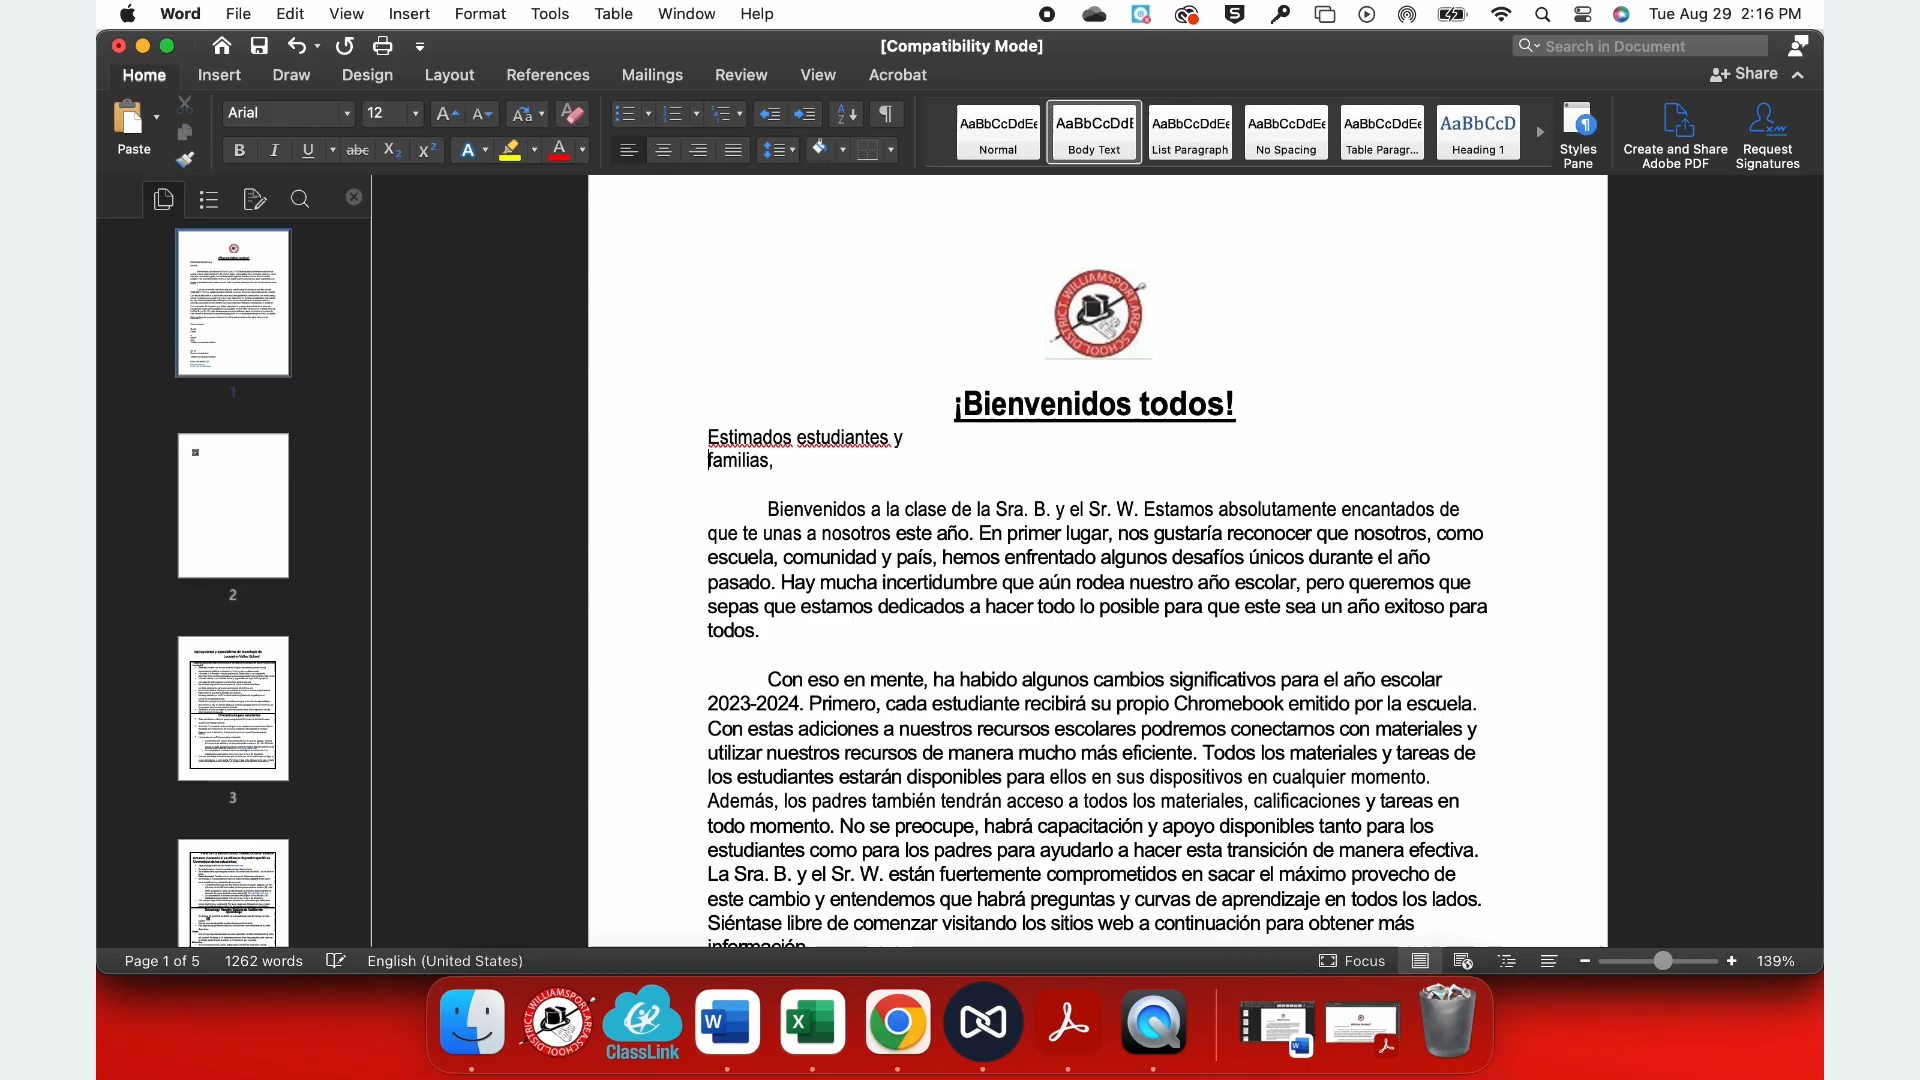 Word File Edit View Insert Format Tools Table Window Help Tue Aug 29 2:16 PM
[Compatibility Mode] Search in Document
Home Insert Draw Design Layout References Mailings Review View Acrobat Share
Arial 12
Paste
AaBbCcDdEe AaBbCcDdE AaBbCcDdEe AaBbCcDdEe AaBbCcDdEe AaBbCcD
Normal Body Text List Paragraph No Spacing Table Paragr... Heading 1
Styles Pane
Create and Share Adobe PDF
Request Signatures
WILLIAMSPORT AREA SCHOOL DISTRICT
¡Bienvenidos todos!
Estimados estudiantes y
familias,
Bienvenidos a la clase de la Sra. B. y el Sr. W. Estamos absolutamente encantados de
que te unas a nosotros este año. En primer lugar, nos gustaría reconocer que nosotros, como
escuela, comunidad y país, hemos enfrentado algunos desafíos únicos durante el año
pasado. Hay mucha incertidumbre que aún rodea nuestro año escolar, pero queremos que
sepas que estamos dedicados a hacer todo lo posible para que este sea un año exitoso para
todos.
Con eso en mente, ha habido algunos cambios significativos para el año escolar
2023-2024. Primero, cada estudiante recibirá su propio Chromebook emitido por la escuela.
Con estas adiciones a nuestros recursos escolares podremos conectarnos con materiales y
utilizar nuestros recursos de manera mucho más eficiente. Todos los materiales y tareas de
los estudiantes estarán disponibles para ellos en sus dispositivos en cualquier momento.
Además, los padres también tendrán acceso a todos los materiales, calificaciones y tareas en
todo momento. No se preocupe, habrá capacitación y apoyo disponibles tanto para los
estudiantes como para los padres para ayudarlo a hacer esta transición de manera efectiva.
La Sra. B. y el Sr. W. están fuertemente comprometidos en sacar el máximo provecho de
este cambio y entendemos que habrá preguntas y curvas de aprendizaje en todos los lados.
Siéntase libre de comenzar visitando los sitios web a continuación para obtener más
información
1
2
3
Page 1 of 5 1262 words English (United States) Focus 139%
ClassLink